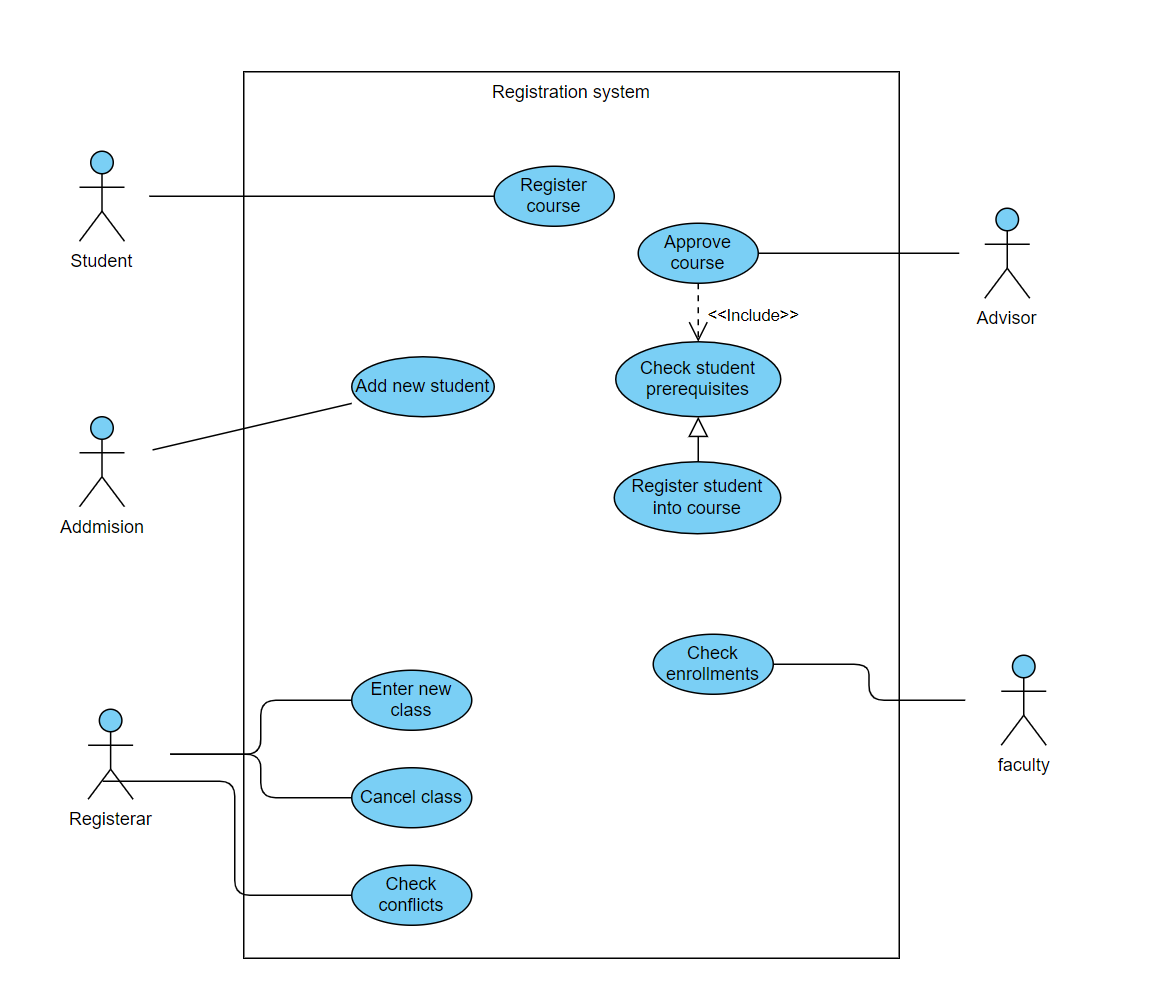 Registration system
Register
course
Student
Approve
course
Advisor
<<Include>>
Check student
prerequisites
Add new student
Register student
into course
Addmision
Check
enrollments
Enter new
class
faculty
Cancel class
Registerar
Check
conflicts